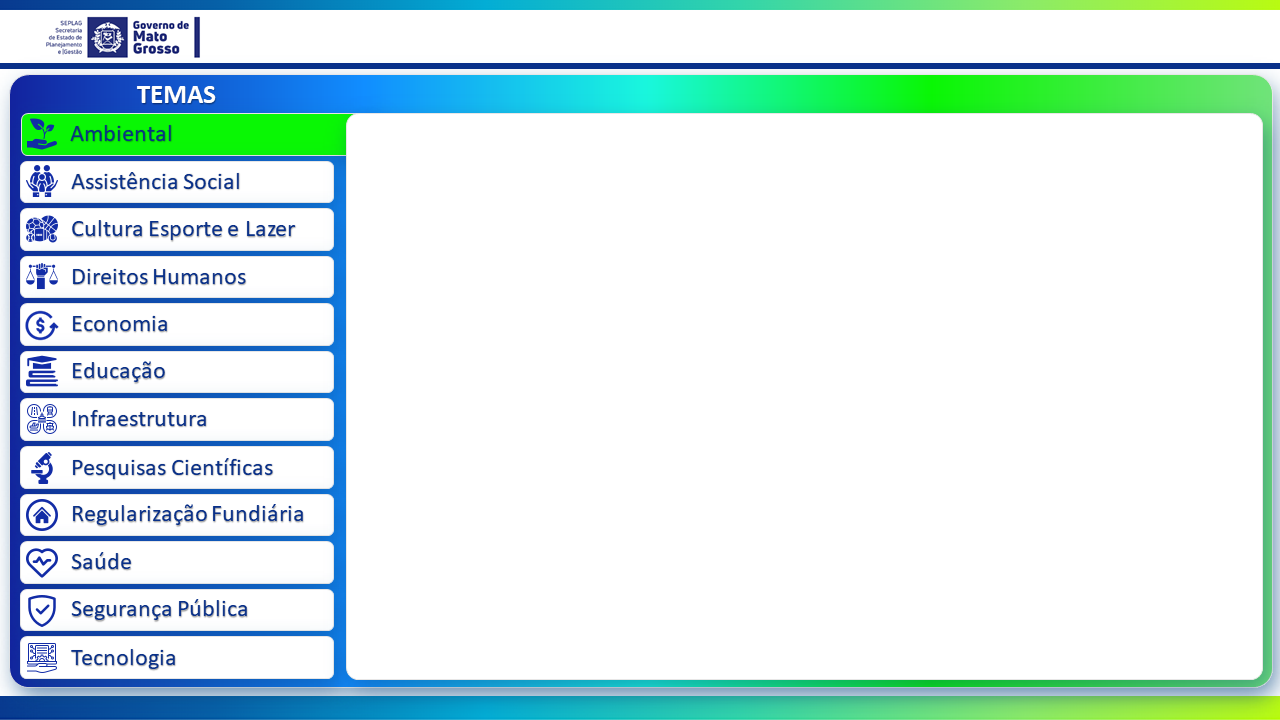 SEPLAG
Secretaria
de Estado de
Planejamento
e |Gestão
Governo de
Mato
Grosso
TEMAS
Ambiental
Assistência Social
Cultura Esporte e Lazer
Direitos Humanos
Economia
Educação
Infraestrutura
Pesquisas Científicas
Regularização Fundiária
Saúde
Segurança Pública
Tecnologia